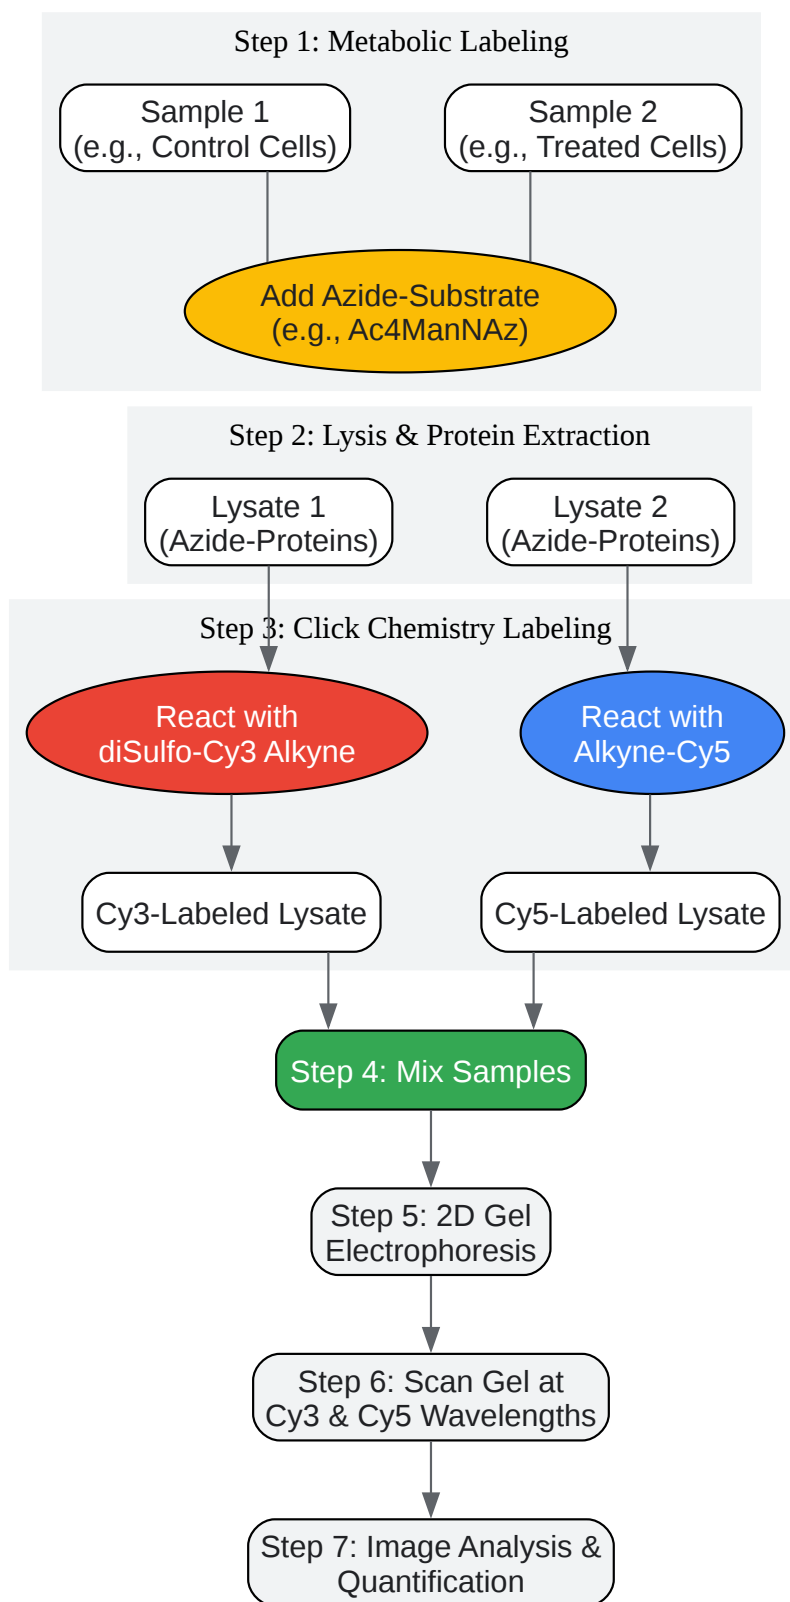 Step 1: Metabolic Labeling
Sample 1
(e.g., Control Cells)
Sample 2
(e.g., Treated Cells)
Add Azide-Substrate
(e.g., Ac4ManNAz)
Step 2: Lysis & Protein Extraction
Lysate 1
(Azide-Proteins)
Lysate 2
(Azide-Proteins)
Step 3: Click Chemistry Labeling
React with
diSulfo-Cy3 Alkyne
React with
Alkyne-Cy5
Cy3-Labeled Lysate
Cy5-Labeled Lysate
Step 4: Mix Samples
Step 5: 2D Gel
Electrophoresis
Step 6: Scan Gel at
Cy3 & Cy5 Wavelengths
Step 7: Image Analysis &
Quantification